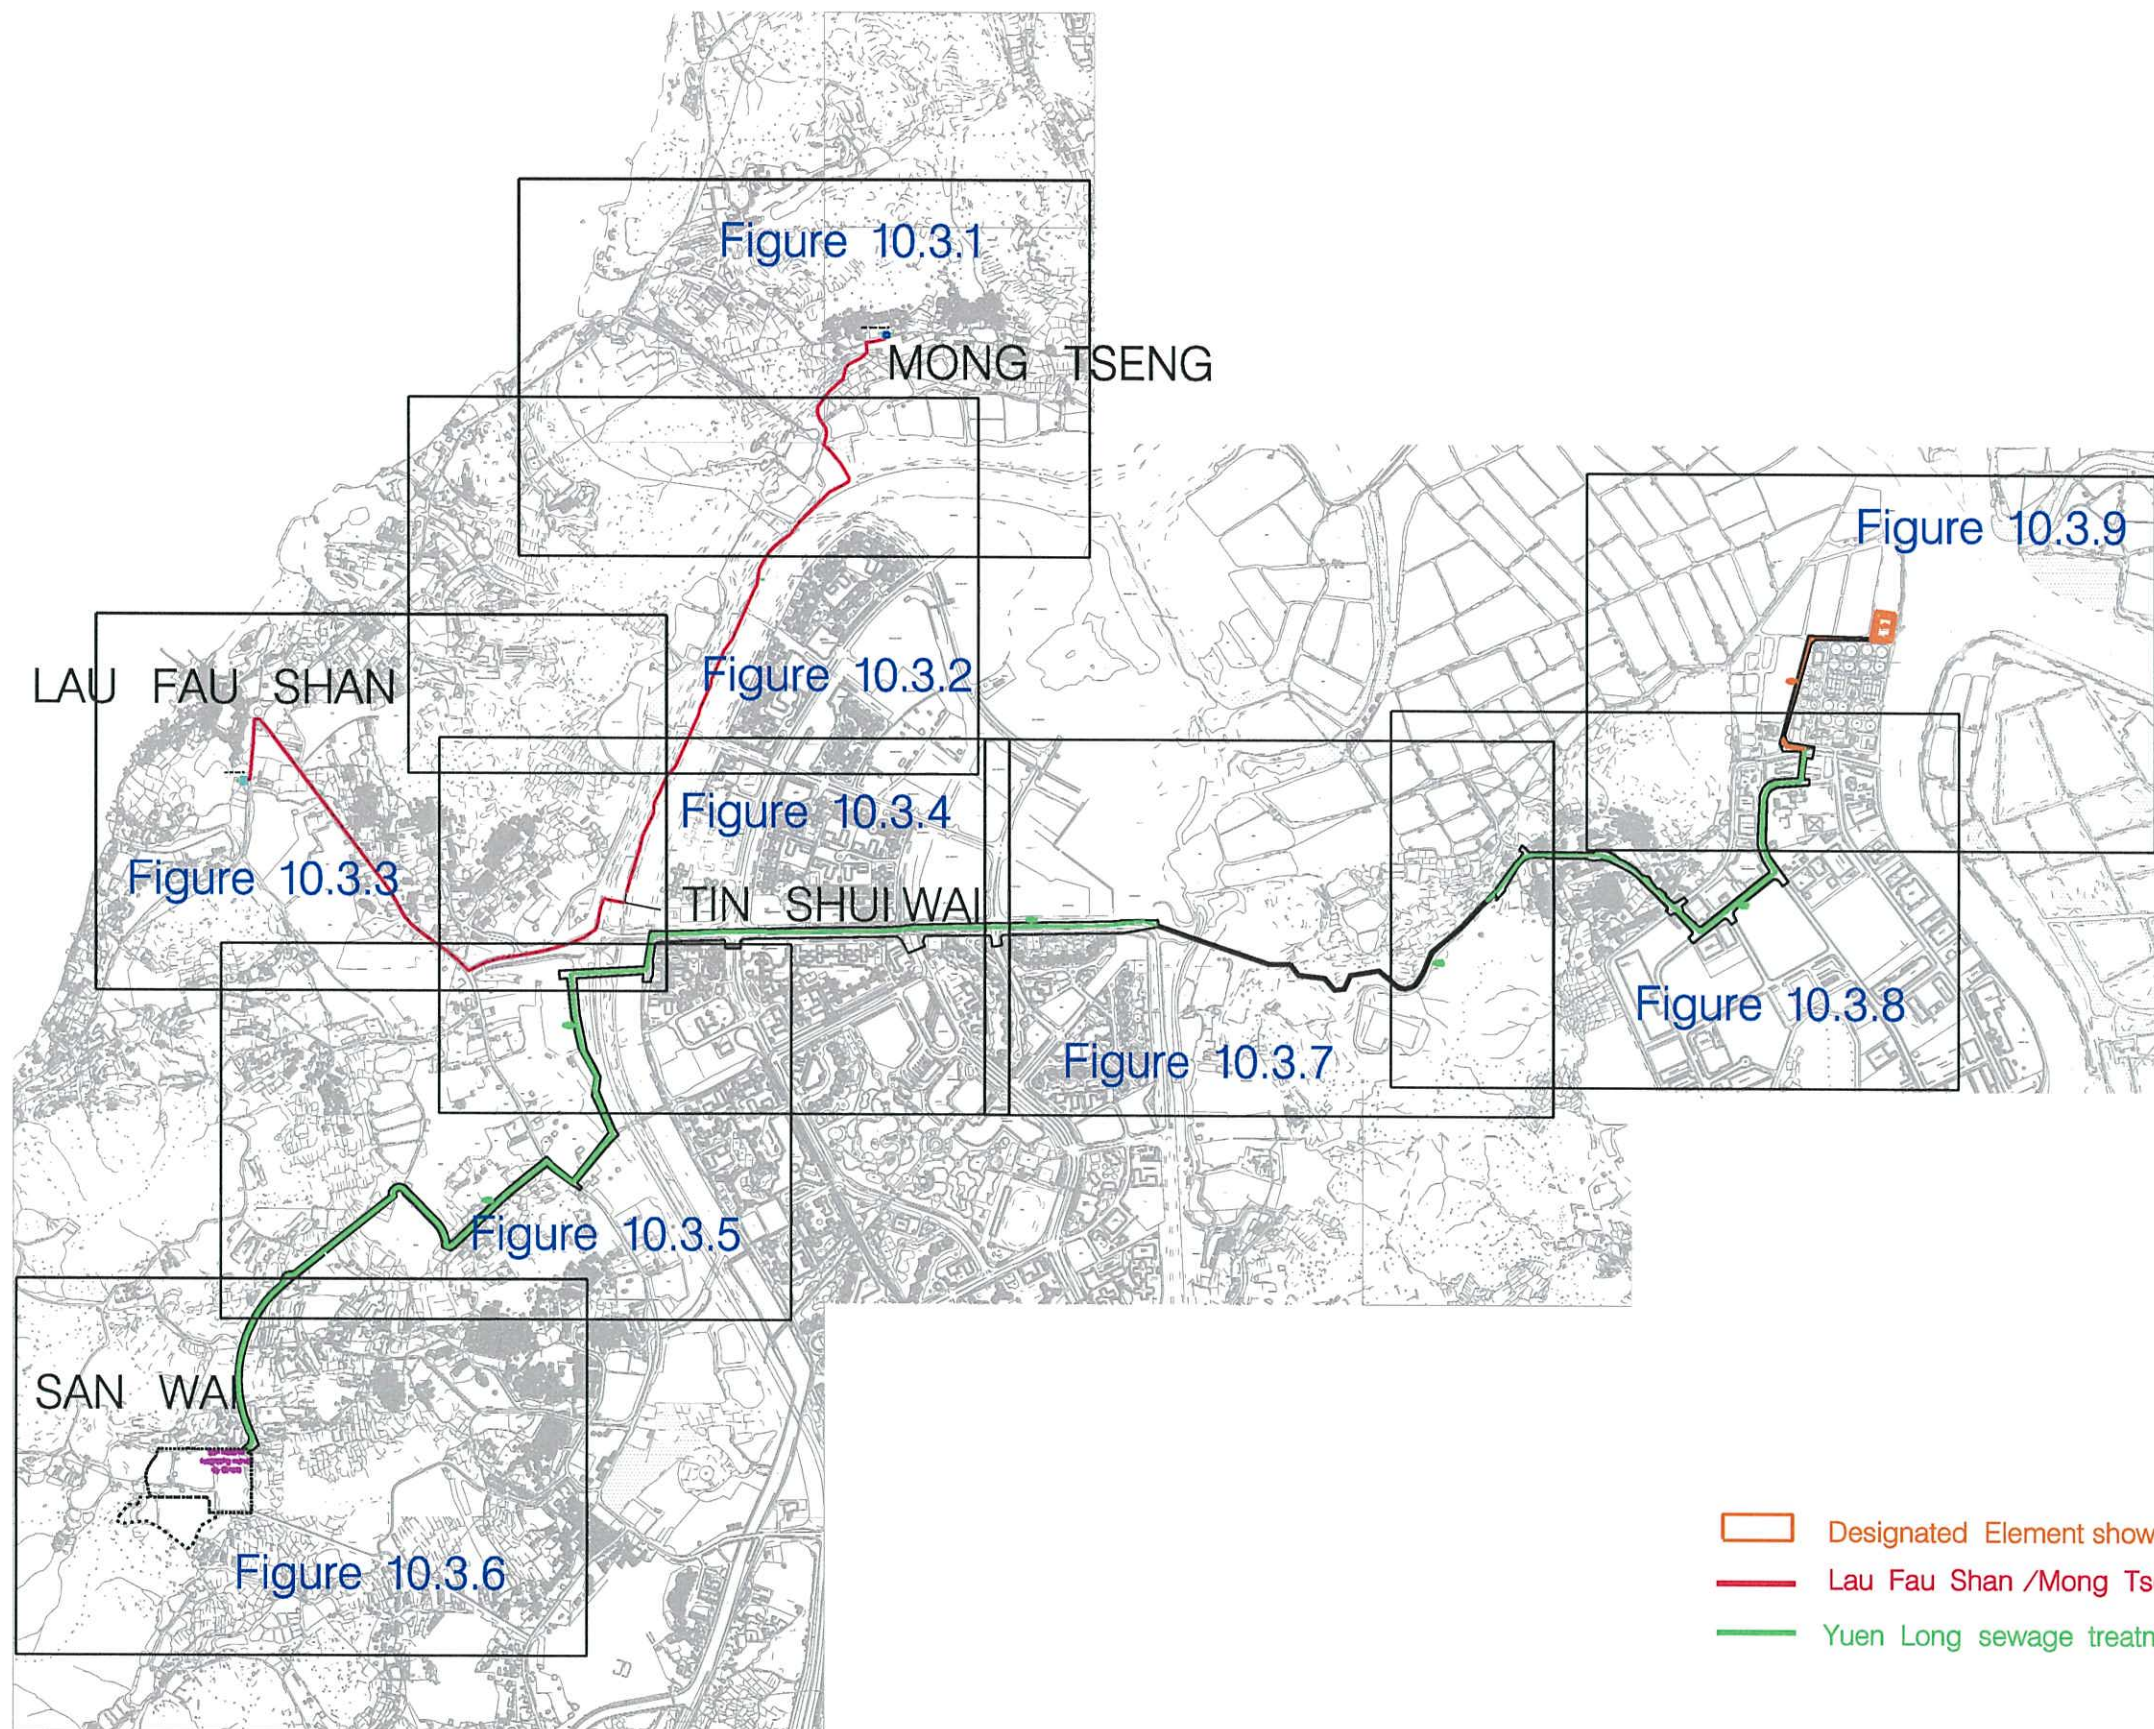 Figure 10.3.1
MONG TSENG
Figure 10.3.9
LAU FAU SHAN
Figure 10.3.2
Figure 10.3.4
Figure 10.3.3
TIN SHUI WAI
Figure 10.3.8
Figure 10.3.7
Figure 10.3.5
SAN WAI
Figure 10.3.6
Designated Element show
Lau Fau Shan /Mong Ts
Yuen Long sewage treatm